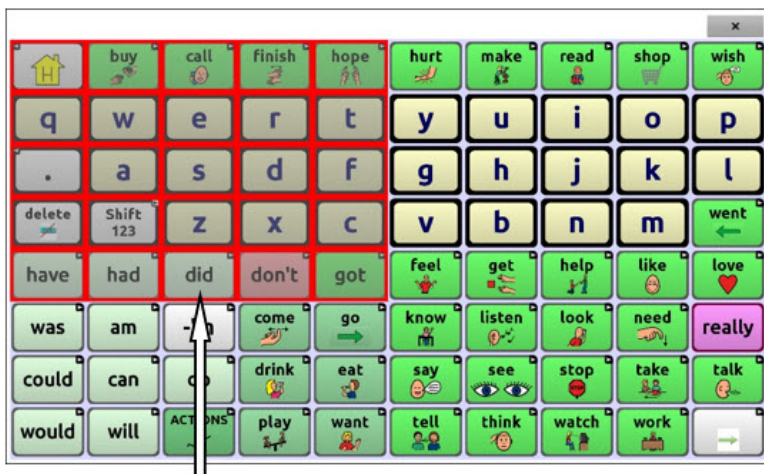 ×
buy call finish hope hurt make read shop wish
q w e r t y u i o p
. a s d f g h j k l
delete Shift 123 z x c v b n m went
have had did don't got feel get help like love
was am come go know listen look need really
could can drink eat say see stop take talk
would will ACTIONS play want tell think watch work